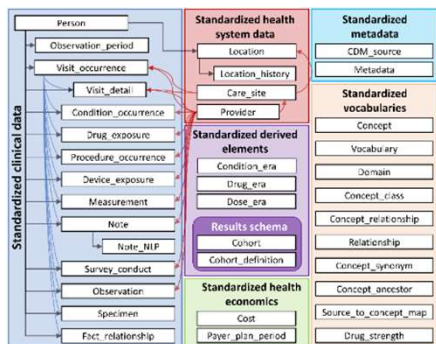 Standardized clinical data
Person
Observation_period
Visit_occurrence
Visit_detail
Condition_occurrence
Drug_exposure
Procedure_occurrence
Device_exposure
Measurement
Note
Note_NLP
Survey_conduct
Observation
Specimen
Fact_relationship
Standardized health
system data
Location
Location_history
Care_site
Provider
Standardized derived
elements
Condition_era
Drug_era
Dose_era
Results schema
Cohort
Cohort_definition
Standardized health
economics
Cost
Payer_plan_period
Standardized
metadata
CDM_source
Metadata
Standardized
vocabularies
Concept
Vocabulary
Domain
Concept_class
Concept_relationship
Relationship
Concept_synonym
Concept_ancestor
Source_to_concept_map
Drug_strength